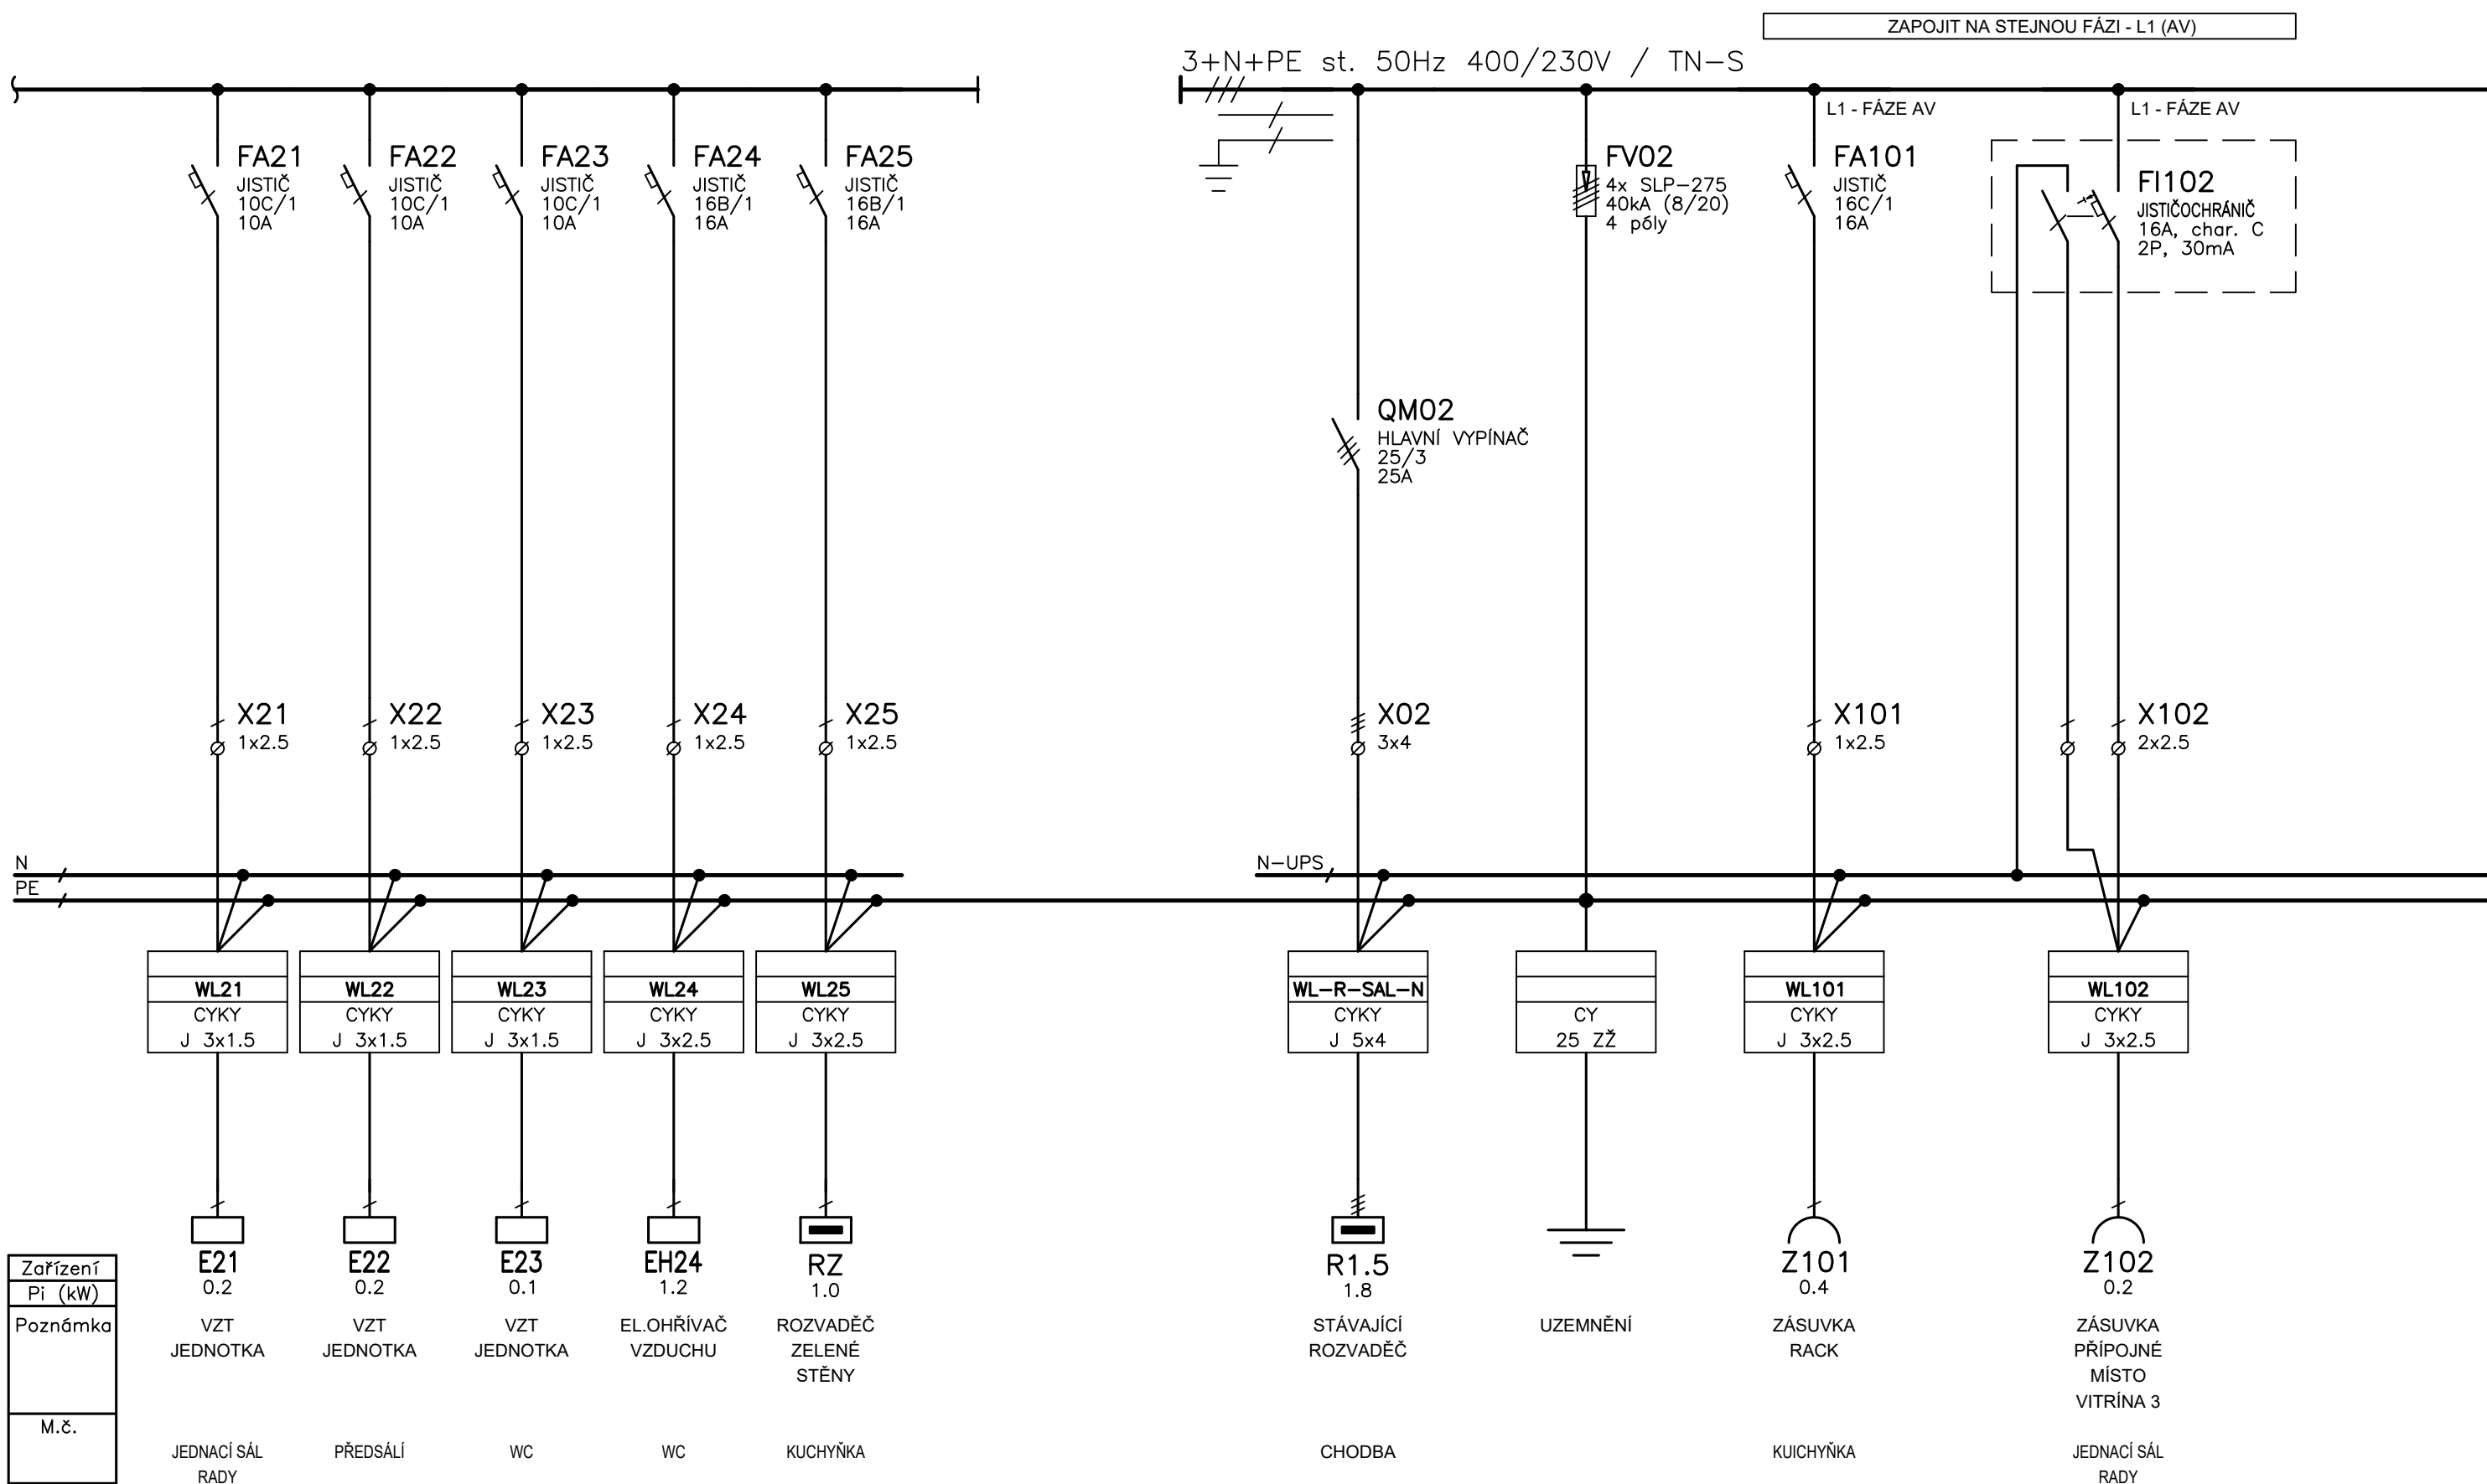 ZAPOJIT NA STEJNOU FÁZI - L1 (AV)
3+N+PE st. 50Hz 400/230V / TN-S
L1 - FÁZE AV
L1 - FÁZE AV
FA21
JISTIČ
10C/1
10A
FA22
JISTIČ
10C/1
10A
FA23
JISTIČ
10C/1
10A
FA24
JISTIČ
16B/1
16A
FA25
JISTIČ
16B/1
16A
FV02
4x SLP-275
40kA (8/20)
4 póly
FA101
JISTIČ
16C/1
16A
FI102
JISTIČOCHRÁNIČ
16A, char. C
2P, 30mA
QM02
HLAVNÍ VYPÍNAČ
25/3
25A
X21
1x2.5
X22
1x2.5
X23
1x2.5
X24
1x2.5
X25
1x2.5
X02
3x4
X101
1x2.5
X102
2x2.5
N
PE
N-UPS
WL21
CYKY
J 3x1.5
WL22
CYKY
J 3x1.5
WL23
CYKY
J 3x1.5
WL24
CYKY
J 3x2.5
WL25
CYKY
J 3x2.5
WL-R-SAL-N
CYKY
J 5x4
CY
25 ZŽ
WL101
CYKY
J 3x2.5
WL102
CYKY
J 3x2.5
Zařízení
Pi (kW)
Poznámka
M.č.
E21
0.2
VZT
JEDNOTKA
JEDNACÍ SÁL
RADY
E22
0.2
VZT
JEDNOTKA
PŘEDSÁLÍ
E23
0.1
VZT
JEDNOTKA
WC
EH24
1.2
EL.OHŘÍVAČ
VZDUCHU
WC
RZ
1.0
ROZVADĚČ
ZELENÉ
STĚNY
KUCHYŇKA
R1.5
1.8
STÁVAJÍCÍ
ROZVADĚČ
CHODBA
UZEMNĚNÍ
Z101
0.4
ZÁSUVKA
RACK
KUICHYŇKA
Z102
0.2
ZÁSUVKA
PŘÍPOJNÉ
MÍSTO
VITRÍNA 3
JEDNACÍ SÁL
RADY